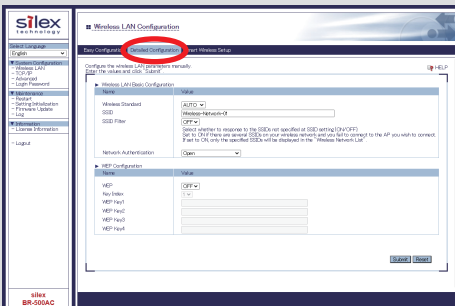 silex
technology
Select Language
English
▼ System Configuration
- Wireless LAN
- TCP/IP
- Advanced
- Login Password
▼ Maintenance
- Restart
- Setting Initialization
- Firmware Update
- Log
▼ Information
- License Information
- Logout
silex
BR-500AC
Wireless LAN Configuration
Easy Configuration Detailed Configuration Smart Wireless Setup
HELP
Configures the wireless LAN parameters manually.
Enter the values and click "Submit".
▶ Wireless LAN Basic Configuration
Name Value
Wireless Standard AUTO
SSID Wireless-Network-01
SSID Filter OFF
Select whether to response to the SSIDs not specified at SSID setting.[ON/OFF]
Set to ON if there are several SSIDs on your wireless network and you fail to connect to the AP you wish to connect.
If set to ON, only the specified SSIDs will be displayed in the "Wireless Network List".
Network Authentication Open
▶ WEP Configuration
Name Value
WEP OFF
Key Index
WEP Key1
WEP Key2
WEP Key3
WEP Key4
Submit Reset